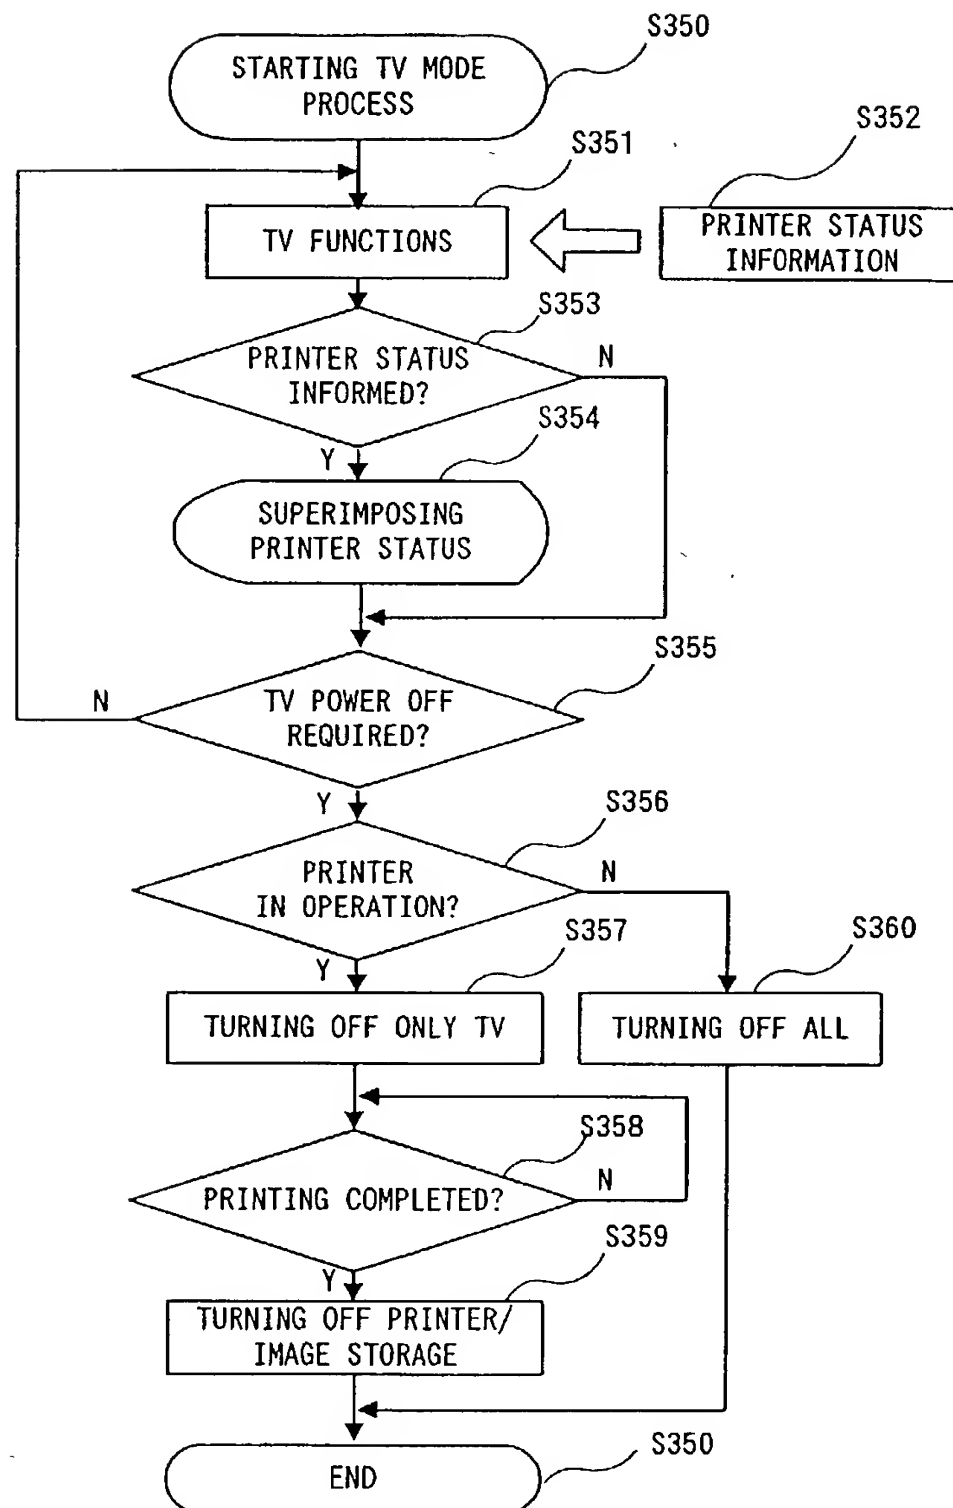 S350
STARTING TV MODE
PROCESS
S351
S352
TV FUNCTIONS
PRINTER STATUS
INFORMATION
S353
PRINTER STATUS
INFORMED?
N
S354
Y
SUPERIMPOSING
PRINTER STATUS
S355
N
TV POWER OFF
REQUIRED?
Y
S356
PRINTER
IN OPERATION?
N
S357
S360
Y
TURNING OFF ONLY TV
TURNING OFF ALL
S358
PRINTING COMPLETED?
N
S359
Y
TURNING OFF PRINTER/
IMAGE STORAGE
S350
END